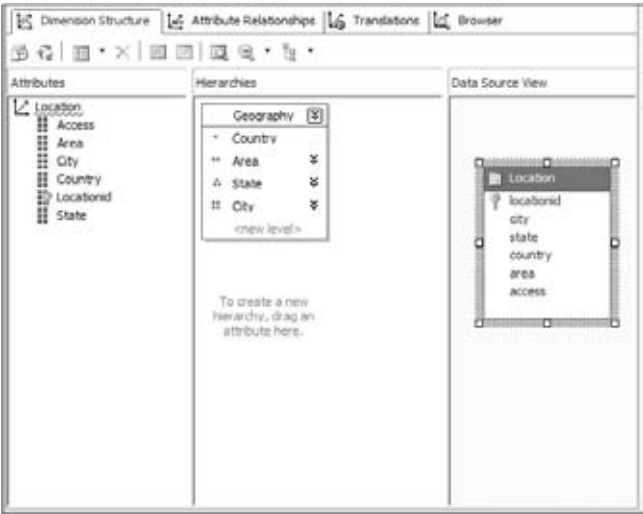 Dimension Structure Attribute Relationships Translations Browser
Attributes
Location
Access
Area
City
Country
Locationid
State
Hierarchies
Geography
Country
Area
State
City
<new level>
To create a new
hierarchy, drag an
attribute here.
Data Source View
Location
locationid
city
state
country
area
access